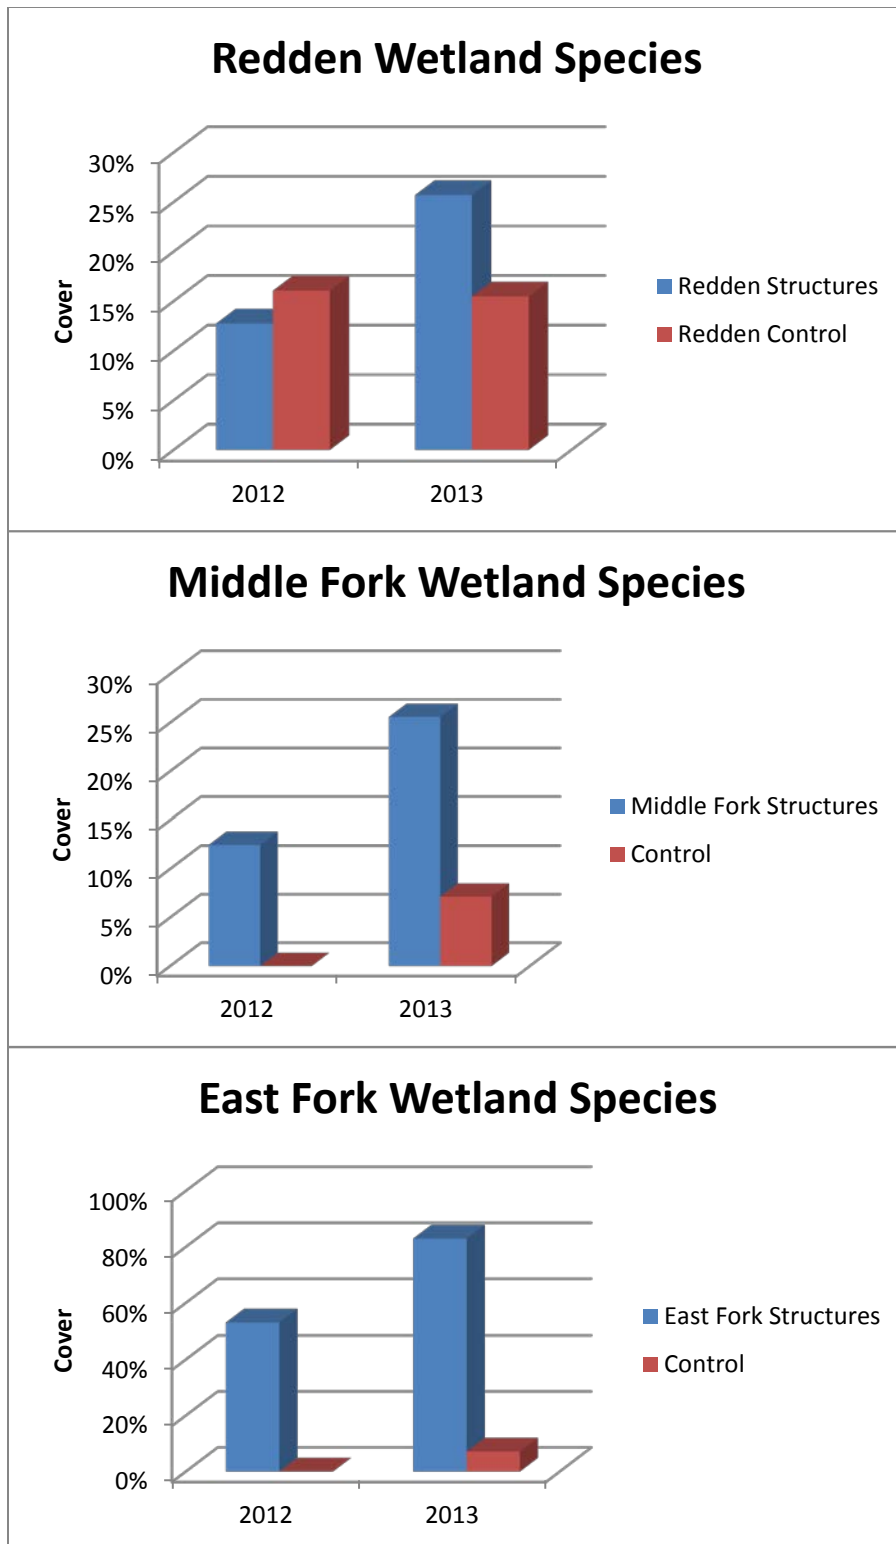 Redden Wetland Species
30%
25%
20%
15%
10%
5%
0%
Cover
2012
2013
Redden Structures
Redden Control
Middle Fork Wetland Species
30%
25%
20%
15%
10%
5%
0%
Cover
2012
2013
Middle Fork Structures
Control
East Fork Wetland Species
100%
80%
60%
40%
20%
0%
Cover
2012
2013
East Fork Structures
Control